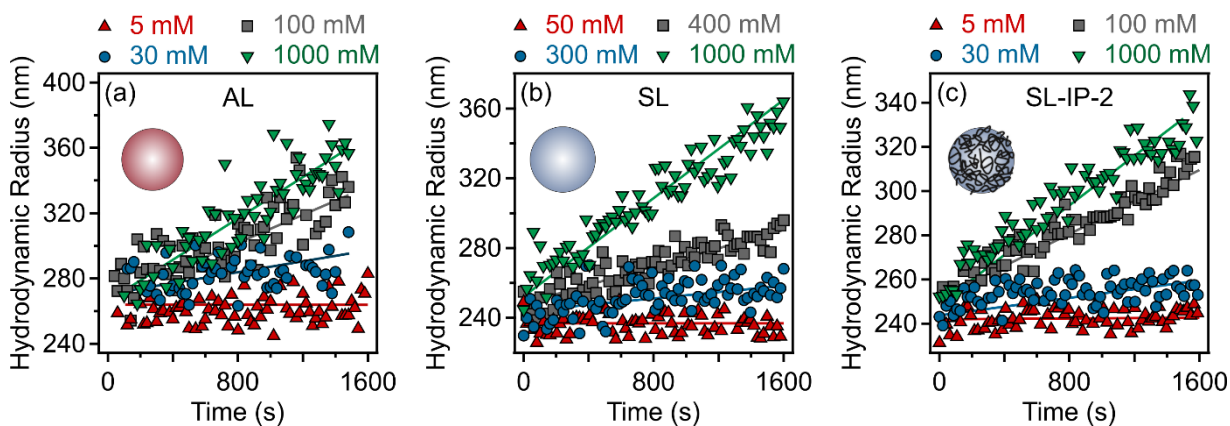 5 mM 100 mM
30 mM 1000 mM
(a) AL
Hydrodynamic Radius (nm)
400
360
320
280
240
0 800 1600
Time (s)
50 mM 400 mM
300 mM 1000 mM
(b) SL
Hydrodynamic Radius (nm)
360
320
280
240
0 800 1600
Time (s)
5 mM 100 mM
30 mM 1000 mM
(c) SL-IP-2
Hydrodynamic Radius (nm)
340
320
300
280
260
240
0 800 1600
Time (s)